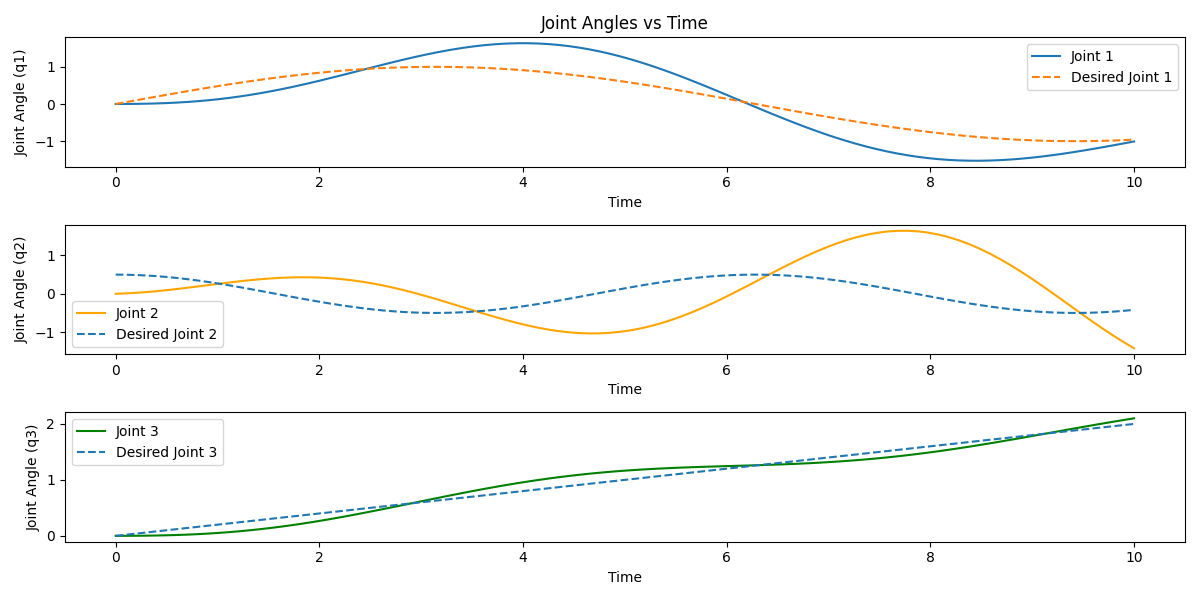 Joint Angles vs Time
Joint Angle (q1)
1
0
−1
Joint 1
Desired Joint 1
0 2 4 6 8 10
Time
Joint Angle (q2)
1
0
−1
Joint 2
Desired Joint 2
0 2 4 6 8 10
Time
Joint Angle (q3)
2
1
0
Joint 3
Desired Joint 3
0 2 4 6 8 10
Time